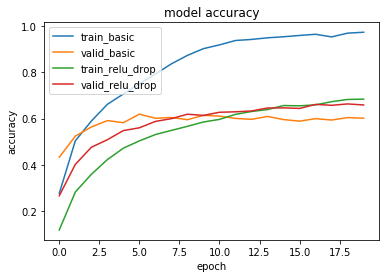 model accuracy
1.0
0.8
0.6
0.4
0.2
accuracy
train_basic
valid_basic
train_relu_drop
valid_relu_drop
0.0 2.5 5.0 7.5 10.0 12.5 15.0 17.5
epoch